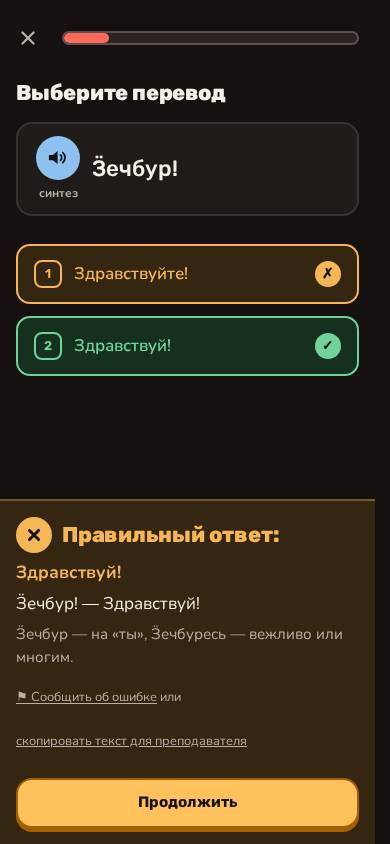 Выберите перевод
Ӟечбур!
синтез
1 Здравствуйте! ✗
2 Здравствуй! ✓
Правильный ответ:
Здравствуй!
Ӟечбур! — Здравствуй!
Ӟечбур — на «ты», Ӟечбуресь — вежливо или
многим.
⚑ Сообщить об ошибке или
скопировать текст для преподавателя
Продолжить